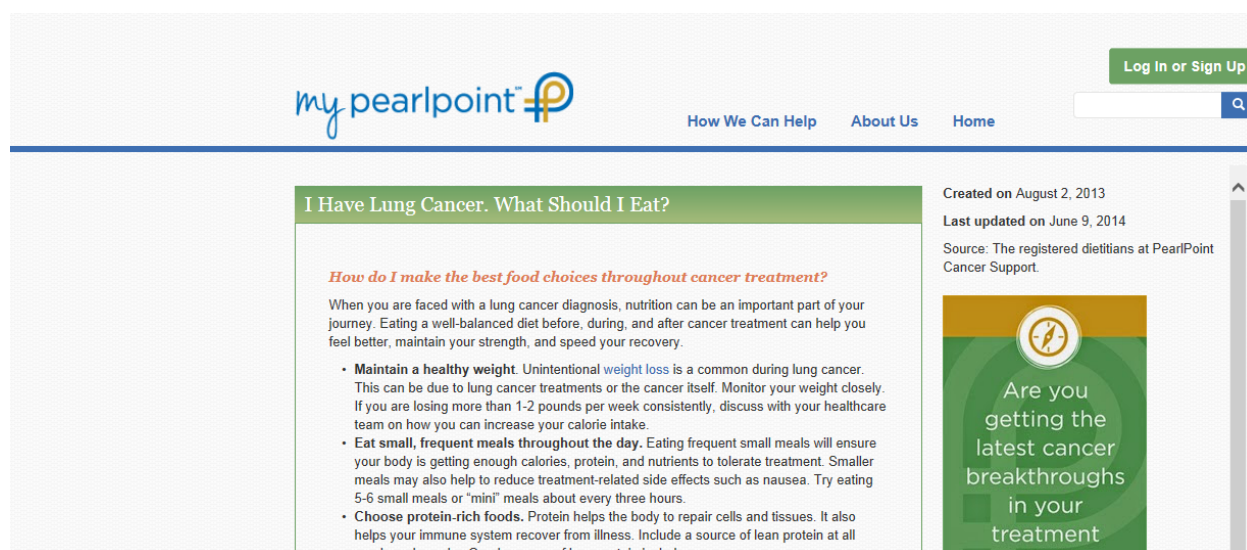 Log In or Sign Up
my pearlpoint
How We Can Help About Us Home
I Have Lung Cancer. What Should I Eat?
How do I make the best food choices throughout cancer treatment?
When you are faced with a lung cancer diagnosis, nutrition can be an important part of your
journey. Eating a well-balanced diet before, during, and after cancer treatment can help you
feel better, maintain your strength, and speed your recovery.
• Maintain a healthy weight. Unintentional weight loss is a common during lung cancer.
This can be due to lung cancer treatments or the cancer itself. Monitor your weight closely.
If you are losing more than 1-2 pounds per week consistently, discuss with your healthcare
team on how you can increase your calorie intake.
• Eat small, frequent meals throughout the day. Eating frequent small meals will ensure
your body is getting enough calories, protein, and nutrients to tolerate treatment. Smaller
meals may also help to reduce treatment-related side effects such as nausea. Try eating
5-6 small meals or “mini” meals about every three hours.
• Choose protein-rich foods. Protein helps the body to repair cells and tissues. It also
helps your immune system recover from illness. Include a source of lean protein at all
Created on August 2, 2013
Last updated on June 9, 2014
Source: The registered dietitians at PearlPoint
Cancer Support.
Are you
getting the
latest cancer
breakthroughs
in your
treatment